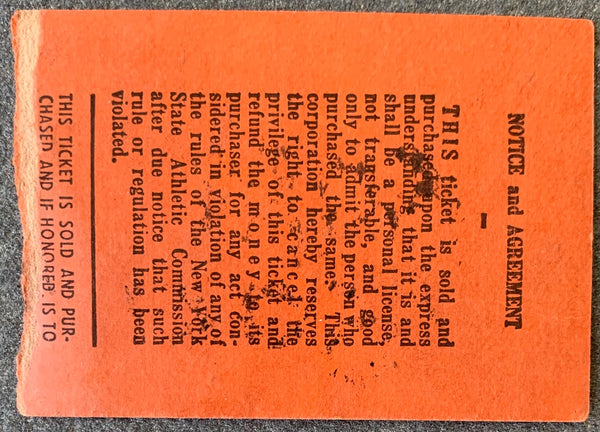 NOTICE and AGREEMENT
THIS ticket is sold and
purchased upon the express
understanding that it is and
shall be a personal license,
not transferable, and good
only to admit the person who
purchased the same. This
corporation hereby reserves
the right to cancel the
privilege of this ticket and
refund the money to its
purchaser for any act con-
sidered in violation of any of
the rules of the New York
State Athletic Commission
after due notice that such
rule or regulation has been
violated.
THIS TICKET IS SOLD AND PUR-
CHASED AND IF HONORED, IS TO